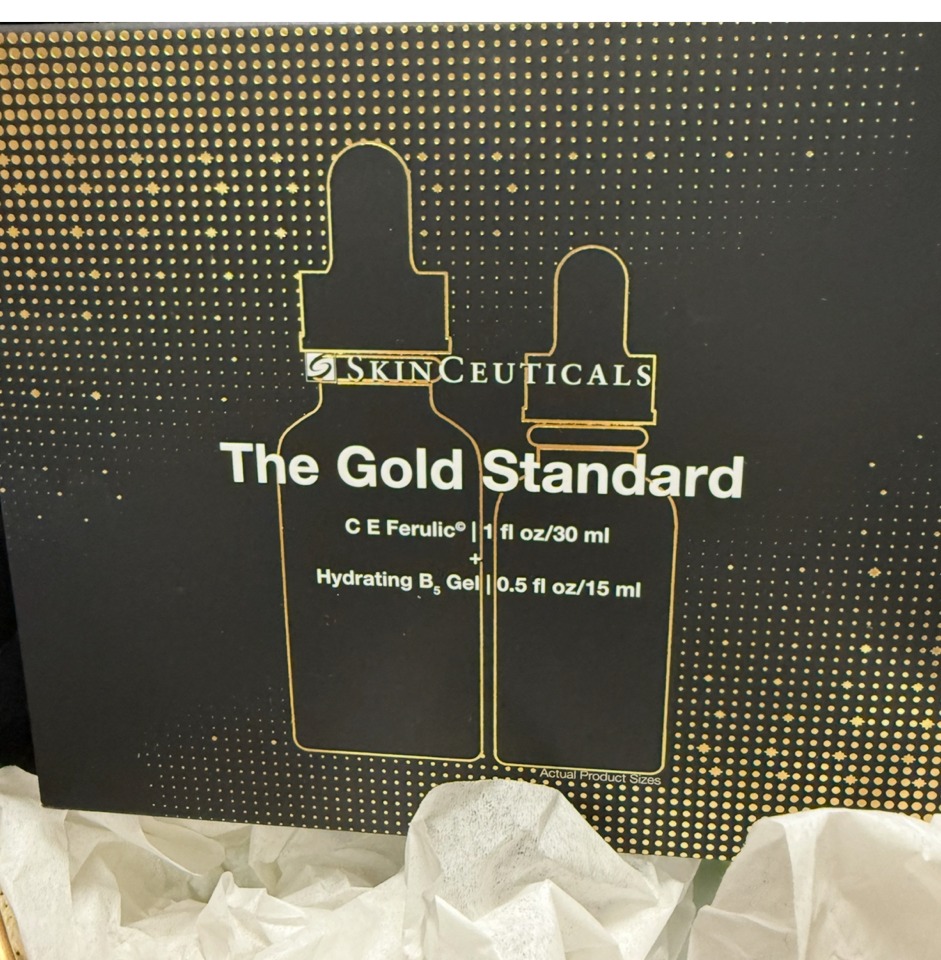 SKINCEUTICALS
The Gold Standard
C E Ferulic© | 1 fl oz/30 ml
+
Hydrating B₅ Gel | 0.5 fl oz/15 ml
Actual Product Sizes